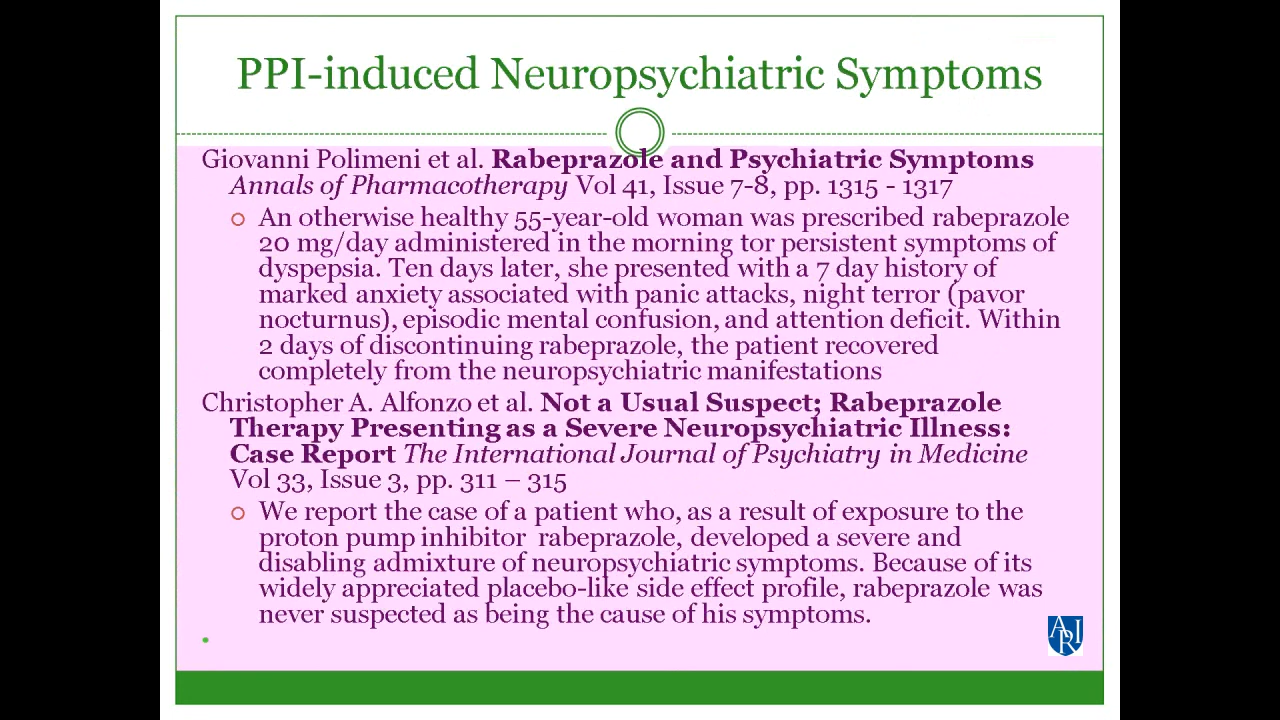 PPI-induced Neuropsychiatric Symptoms
Giovanni Polimeni et al. Rabeprazole and Psychiatric Symptoms
Annals of Pharmacotherapy Vol 41, Issue 7-8, pp. 1315 - 1317
An otherwise healthy 55-year-old woman was prescribed rabeprazole
20 mg/day administered in the morning tor persistent symptoms of
dyspepsia. Ten days later, she presented with a 7 day history of
marked anxiety associated with panic attacks, night terror (pavor
nocturnus), episodic mental confusion, and attention deficit. Within
2 days of discontinuing rabeprazole, the patient recovered
completely from the neuropsychiatric manifestations
Christopher A. Alfonzo et al. Not a Usual Suspect; Rabeprazole
Therapy Presenting as a Severe Neuropsychiatric Illness:
Case Report The International Journal of Psychiatry in Medicine
Vol 33, Issue 3, pp. 311 – 315
We report the case of a patient who, as a result of exposure to the
proton pump inhibitor rabeprazole, developed a severe and
disabling admixture of neuropsychiatric symptoms. Because of its
widely appreciated placebo-like side effect profile, rabeprazole was
never suspected as being the cause of his symptoms.
ARI